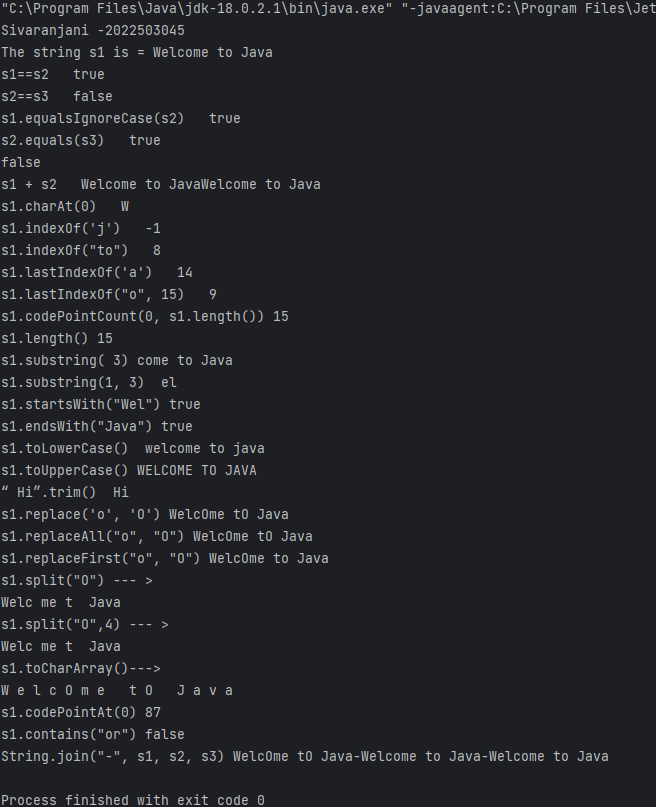 "C:\Program Files\Java\jdk-18.0.2.1\bin\java.exe" "-javaagent:C:\Program Files\Jet
Sivaranjani -2022503045
The string s1 is = Welcome to Java
s1==s2   true
s2==s3   false
s1.equalsIgnoreCase(s2)   true
s2.equals(s3)   true
false
s1 + s2   Welcome to JavaWelcome to Java
s1.charAt(0)   W
s1.indexOf('j')   -1
s1.indexOf("to")   8
s1.lastIndexOf('a')   14
s1.lastIndexOf("o", 15)   9
s1.codePointCount(0, s1.length()) 15
s1.length() 15
s1.substring( 3) come to Java
s1.substring(1, 3)  el
s1.startsWith("Wel") true
s1.endsWith("Java") true
s1.toLowerCase()  welcome to java
s1.toUpperCase() WELCOME TO JAVA
“ Hi”.trim()  Hi
s1.replace('o', 'O') WelcOme tO Java
s1.replaceAll("o", "O") WelcOme tO Java
s1.replaceFirst("o", "O") WelcOme to Java
s1.split("O") --- >
Welc me t  Java
s1.split("O",4) --- >
Welc me t  Java
s1.toCharArray()--->
W e l c O m e   t O   J a v a
s1.codePointAt(0) 87
s1.contains("or") false
String.join("-", s1, s2, s3) WelcOme tO Java-Welcome to Java-Welcome to Java
Process finished with exit code 0